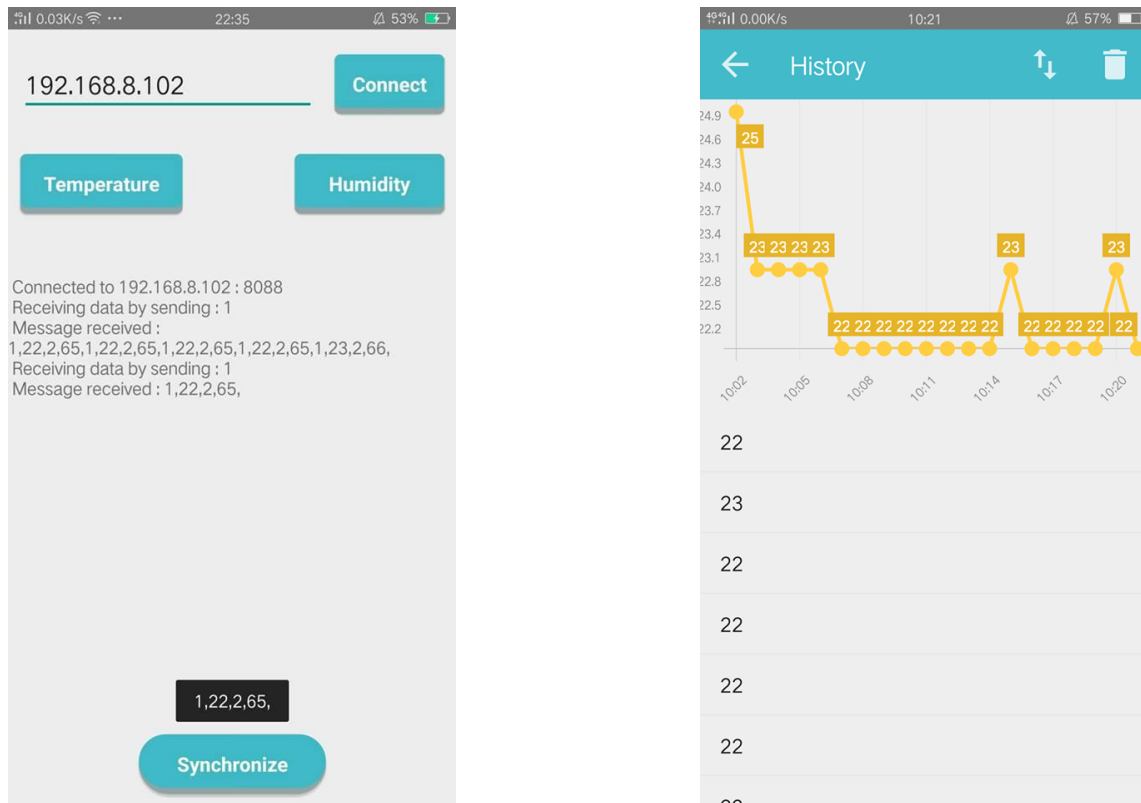 4G 0.03K/s ··· 22:35 53%
192.168.8.102
Connect
Temperature
Humidity
Connected to 192.168.8.102 : 8088
Receiving data by sending : 1
Message received :
1,22,2,65,1,22,2,65,1,22,2,65,1,22,2,65,1,23,2,66,
Receiving data by sending : 1
Message received : 1,22,2,65,
1,22,2,65,
Synchronize
4G 4G 0.00K/s 10:21 57%
History
24.9
24.6
24.3
24.0
23.7
23.4
23.1
22.8
22.5
22.2
25
23 23 23 23
22 22 22 22 22 22 22 22
23
22 22 22 22
23
22
10:02 10:05 10:08 10:11 10:14 10:17 10:20
22
23
22
22
22
22